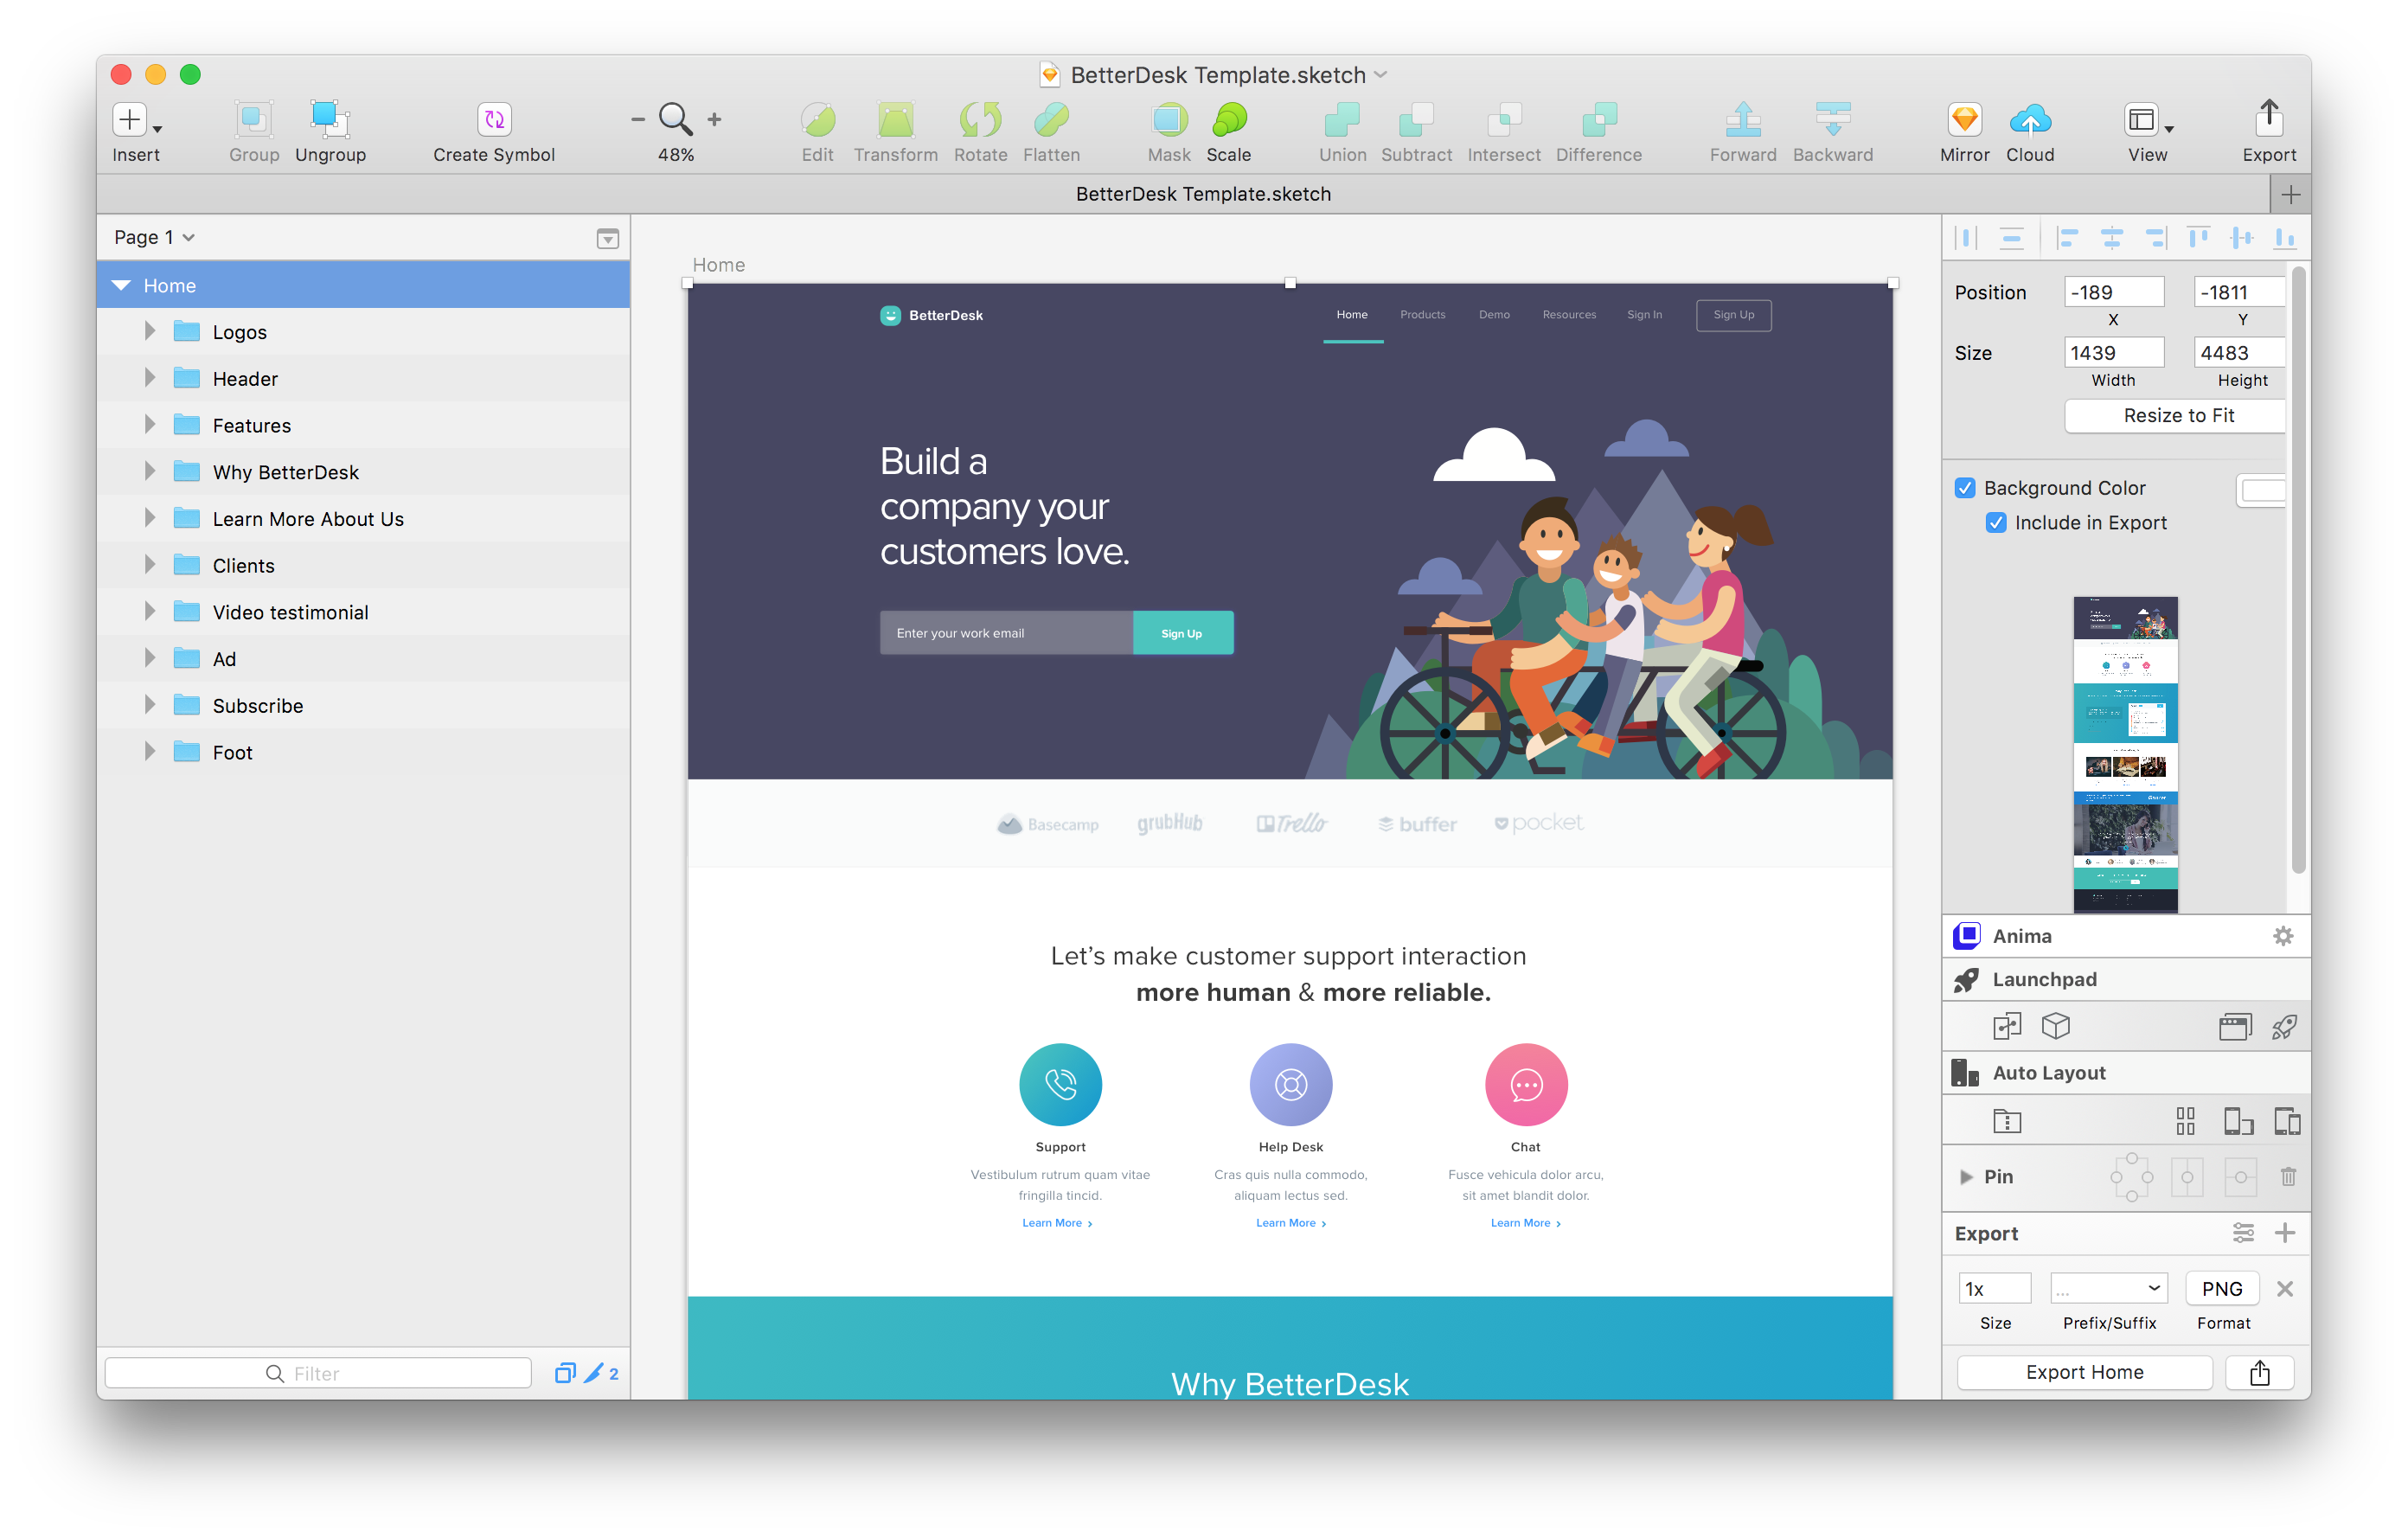 BetterDesk Template.sketch
Insert
Group
Ungroup
Create Symbol
48%
Edit
Transform
Rotate
Flatten
Mask
Scale
Union
Subtract
Intersect
Difference
Forward
Backward
Mirror
Cloud
View
Export
BetterDesk Template.sketch
Page 1
Home
Logos
Header
Features
Why BetterDesk
Learn More About Us
Clients
Video testimonial
Ad
Subscribe
Foot
Filter
2
Home
BetterDesk
Home
Products
Demo
Resources
Sign In
Sign Up
Build a
company your
customers love.
Enter your work email
Sign Up
Basecamp
grubHub
Trello
buffer
pocket
Let's make customer support interaction
more human & more reliable.
Support
Vestibulum rutrum quam vitae
fringilla tincid.
Learn More ›
Help Desk
Cras quis nulla commodo,
aliquam lectus sed.
Learn More ›
Chat
Fusce vehicula dolor arcu,
sit amet blandit dolor.
Learn More ›
Why BetterDesk
Position
-189
-1811
X
Y
Size
1439
4483
Width
Height
Resize to Fit
Background Color
Include in Export
Anima
Launchpad
Auto Layout
Pin
Export
1x
...
PNG
Size
Prefix/Suffix
Format
Export Home